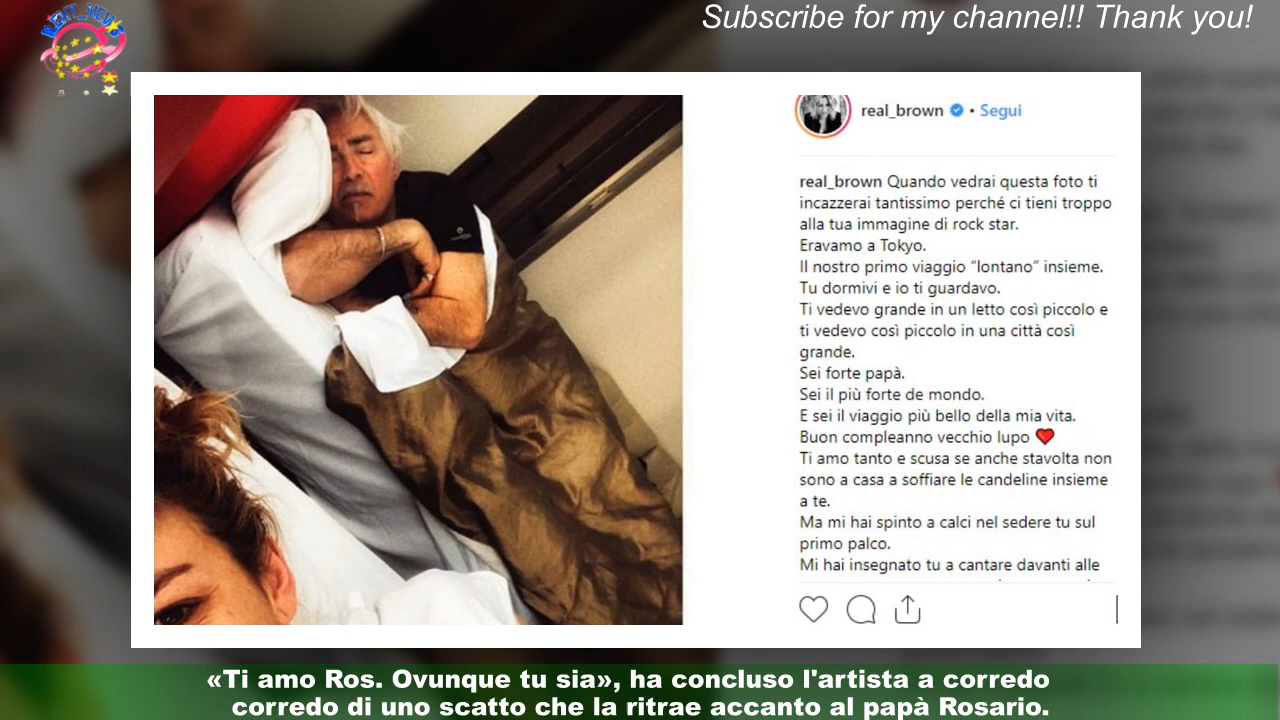 Subscribe for my channel!! Thank you!
real_brown • Segui
real_brown Quando vedrai questa foto ti
incazzerai tantissimo perché ci tieni troppo
alla tua immagine di rock star.
Eravamo a Tokyo.
Il nostro primo viaggio “lontano” insieme.
Tu dormivi e io ti guardavo.
Ti vedevo grande in un letto così piccolo e
ti vedevo così piccolo in una città così
grande.
Sei forte papà.
Sei il più forte de mondo.
E sei il viaggio più bello della mia vita.
Buon compleanno vecchio lupo ❤
Ti amo tanto e scusa se anche stavolta non
sono a casa a soffiare le candeline insieme
a te.
Ma mi hai spinto a calci nel sedere tu sul
primo palco.
Mi hai insegnato tu a cantare davanti alle
«Ti amo Ros. Ovunque tu sia», ha concluso l'artista a corredo
corredo di uno scatto che la ritrae accanto al papà Rosario.